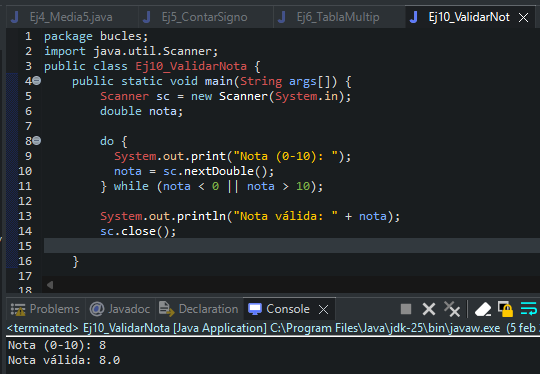 Ej4_Media5.java
Ej5_ContarSigno
Ej6_TablaMultip
Ej10_ValidarNot
1 package bucles;
2 import java.util.Scanner;
3 public class Ej10_ValidarNota {
4 public static void main(String args[]) {
5 Scanner sc = new Scanner(System.in);
6 double nota;
7
8 do {
9 System.out.print("Nota (0-10): ");
10 nota = sc.nextDouble();
11 } while (nota < 0 || nota > 10);
12
13 System.out.println("Nota válida: " + nota);
14 sc.close();
15
16 }
17
Problems @ Javadoc Declaration Console
<terminated> Ej10_ValidarNota [Java Application] C:\Program Files\Java\jdk-25\bin\javaw.exe (5 feb
Nota (0-10): 8
Nota válida: 8.0